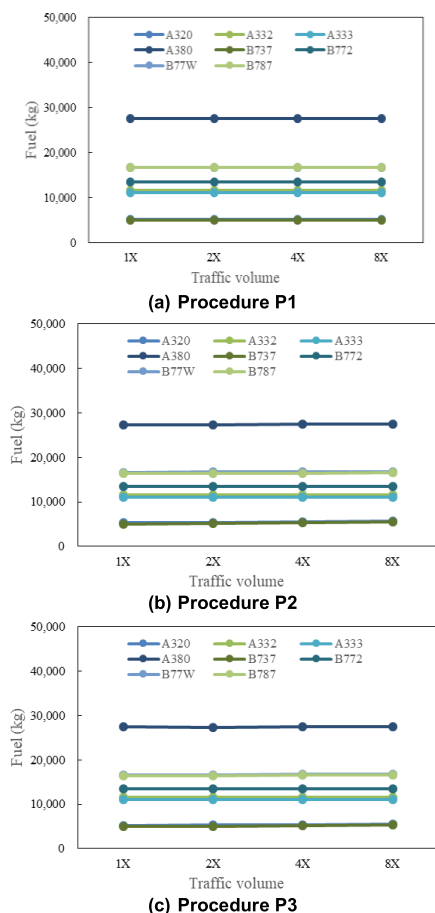 50,000
40,000
30,000
20,000
10,000
0
Fuel (kg)
A320 A332 A333
A380 B737 B772
B77W B787
1X 2X 4X 8X
Traffic volume
(a) Procedure P1
50,000
40,000
30,000
20,000
10,000
0
Fuel (kg)
A320 A332 A333
A380 B737 B772
B77W B787
1X 2X 4X 8X
Traffic volume
(b) Procedure P2
50,000
40,000
30,000
20,000
10,000
0
Fuel (kg)
A320 A332 A333
A380 B737 B772
B77W B787
1X 2X 4X 8X
Traffic volume
(c) Procedure P3